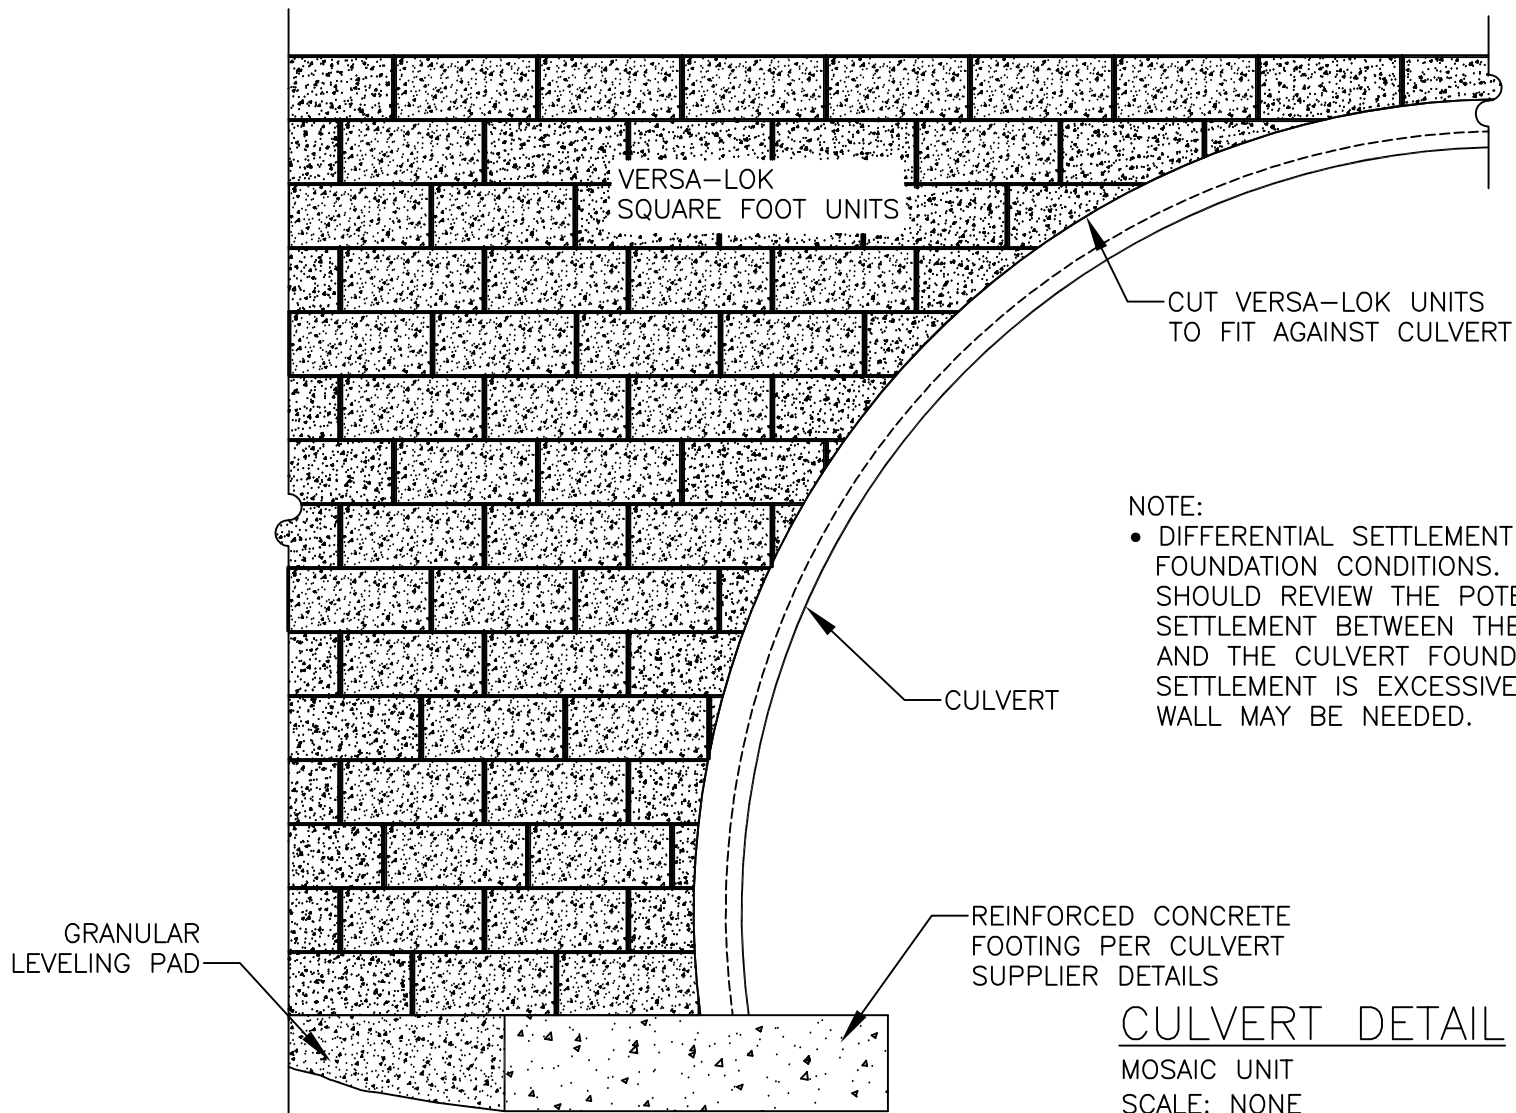 VERSA-LOK
SQUARE FOOT UNITS
CUT VERSA-LOK UNITS
TO FIT AGAINST CULVERT
NOTE:
• DIFFERENTIAL SETTLEMENT
FOUNDATION CONDITIONS.
SHOULD REVIEW THE
SETTLEMENT BETWEEN THE
AND THE CULVERT
SETTLEMENT IS EXCESSIVE
WALL MAY BE NEEDED.
CULVERT
GRANULAR
LEVELING PAD
REINFORCED CONCRETE
FOOTING PER CULVERT
SUPPLIER DETAILS
CULVERT DETAIL
MOSAIC UNIT
SCALE: NONE